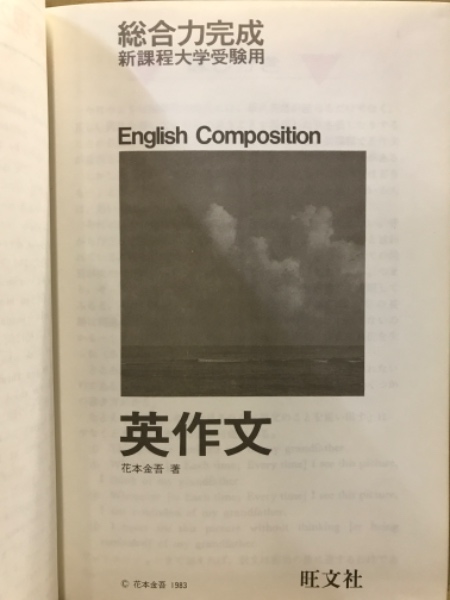 総合力完成
新課程大学受験用
English Composition
英作文
花本金吾 著
© 花本金吾 1983
旺文社